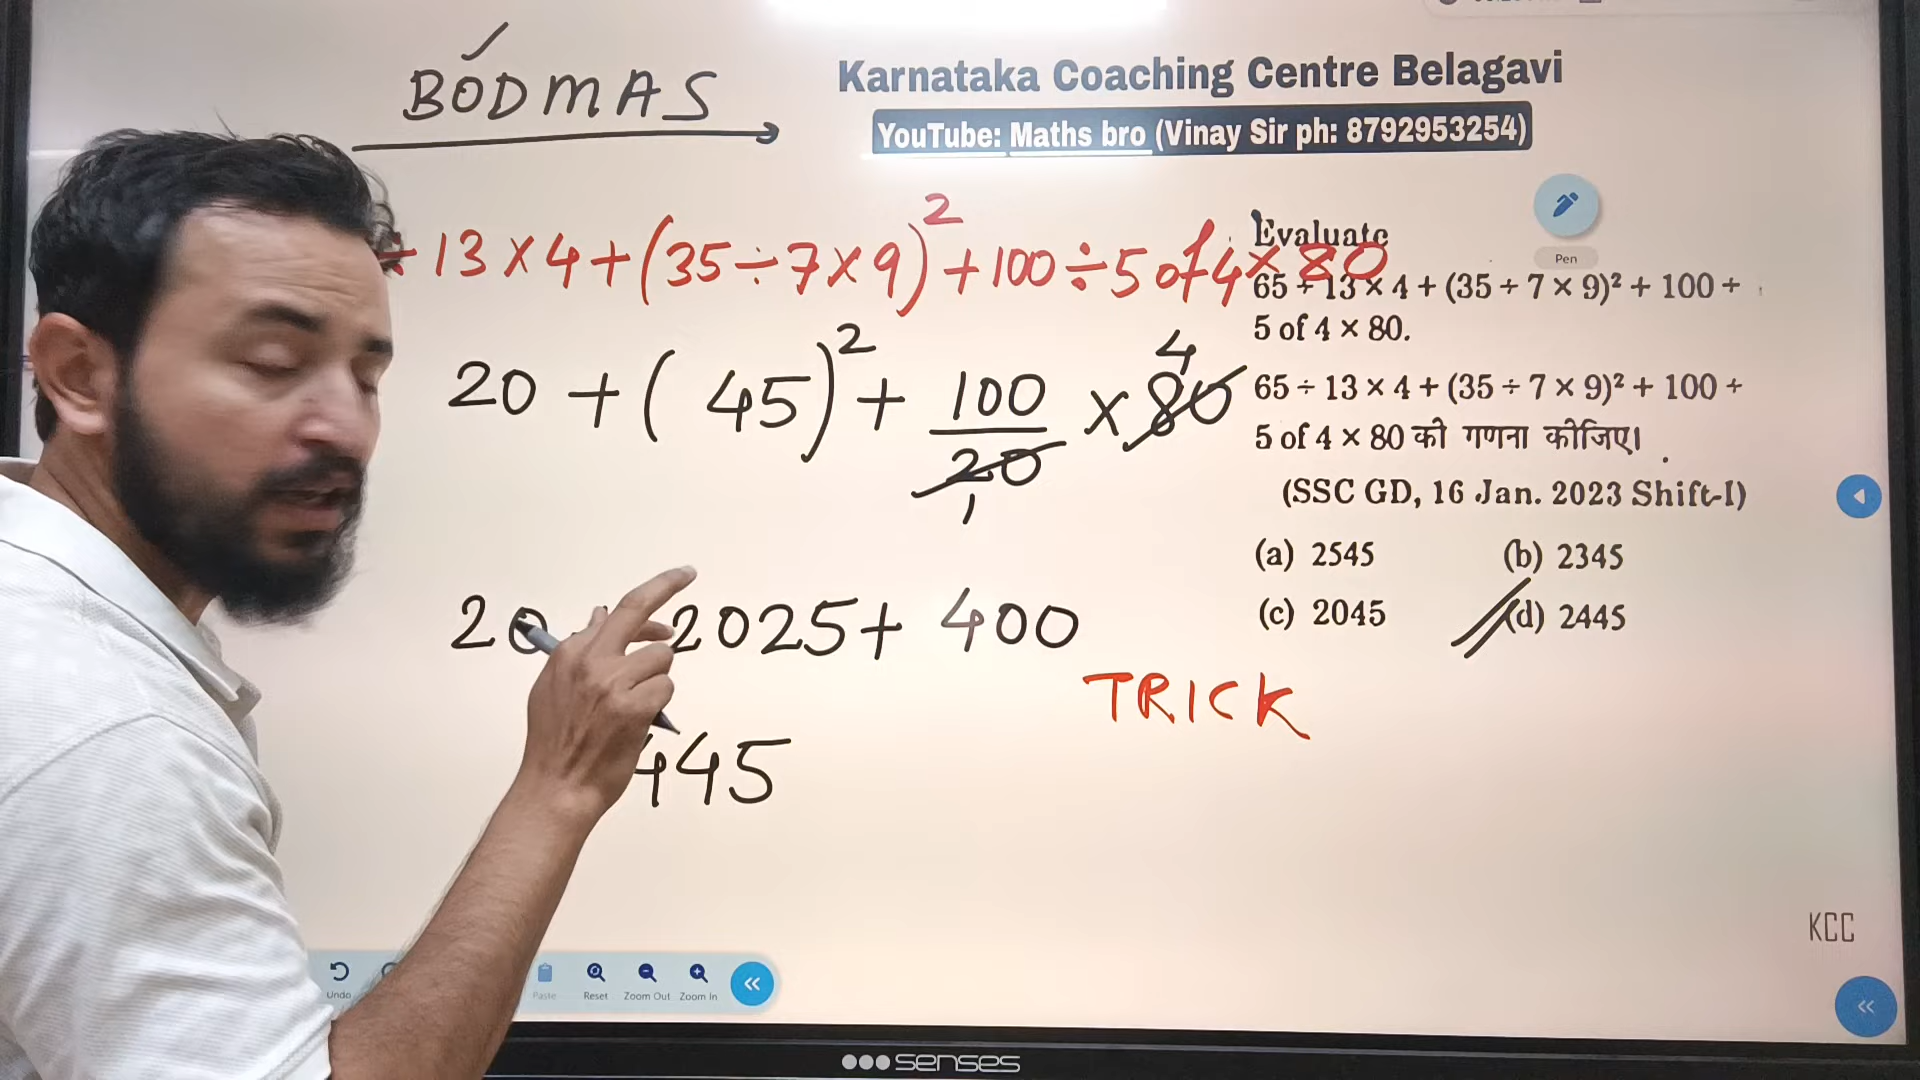 BODMAS
Karnataka Coaching Centre Belagavi
YouTube: Maths bro (Vinay Sir ph: 8792953254)
÷ 13 × 4 + (35 ÷ 7 × 9)² + 100 ÷ 5 of 4 × 80
Pen
Evaluate
65 ÷ 13 × 4 + (35 ÷ 7 × 9)² + 100 ÷
5 of 4 × 80.
65 ÷ 13 × 4 + (35 ÷ 7 × 9)² + 100 ÷
5 of 4 × 80 की गणना कीजिए।
(SSC GD, 16 Jan. 2023 Shift-I)
(a) 2545 (b) 2345
(c) 2045 (d) 2445
4
20 + (45)² + 100 × 80
20
1
20 2025 + 400
TRICK
445
KCC
Undo Paste Reset Zoom Out Zoom In
senses